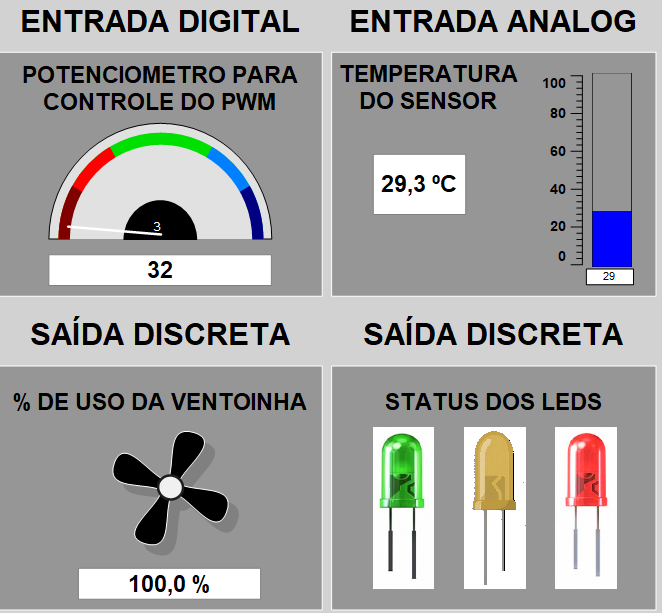 ENTRADA DIGITAL
POTENCIOMETRO PARA
CONTROLE DO PWM
3
32
ENTRADA ANALOG
TEMPERATURA
DO SENSOR
29,3 ºC
100
80
60
40
20
0
29
SAÍDA DISCRETA
% DE USO DA VENTOINHA
100,0 %
SAÍDA DISCRETA
STATUS DOS LEDS